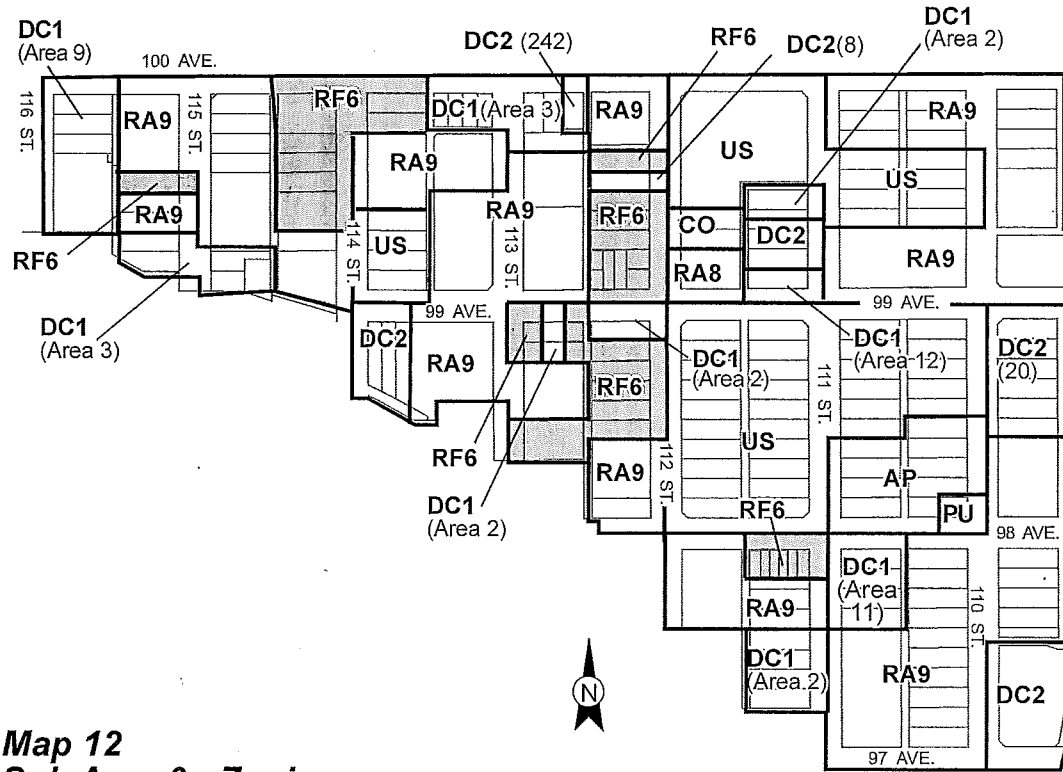 DC1
(Area 9)
100 AVE.
DC2 (242)
RF6
DC2(8)
DC1
(Area 2)
116 ST.
RA9
115 ST.
RF6
DC1(Area 3)
RA9
US
RA9
RA9
US
RF6
RA9
114 ST.
US
RA9
113 ST.
RF6
CO
DC2
RA8
RA9
DC1
(Area 3)
99 AVE.
99 AVE.
DC2
RA9
RF6
DC1
(Area 2)
RF6
DC1
(Area 2)
111 ST.
DC1
(Area 12)
DC2
(20)
RA9
112 ST.
US
AP
RF6
PU
98 AVE.
DC1
(Area
11)
RA9
110 ST.
DC1
(Area 2)
RA9
DC2
97 AVE.
N
Map 12